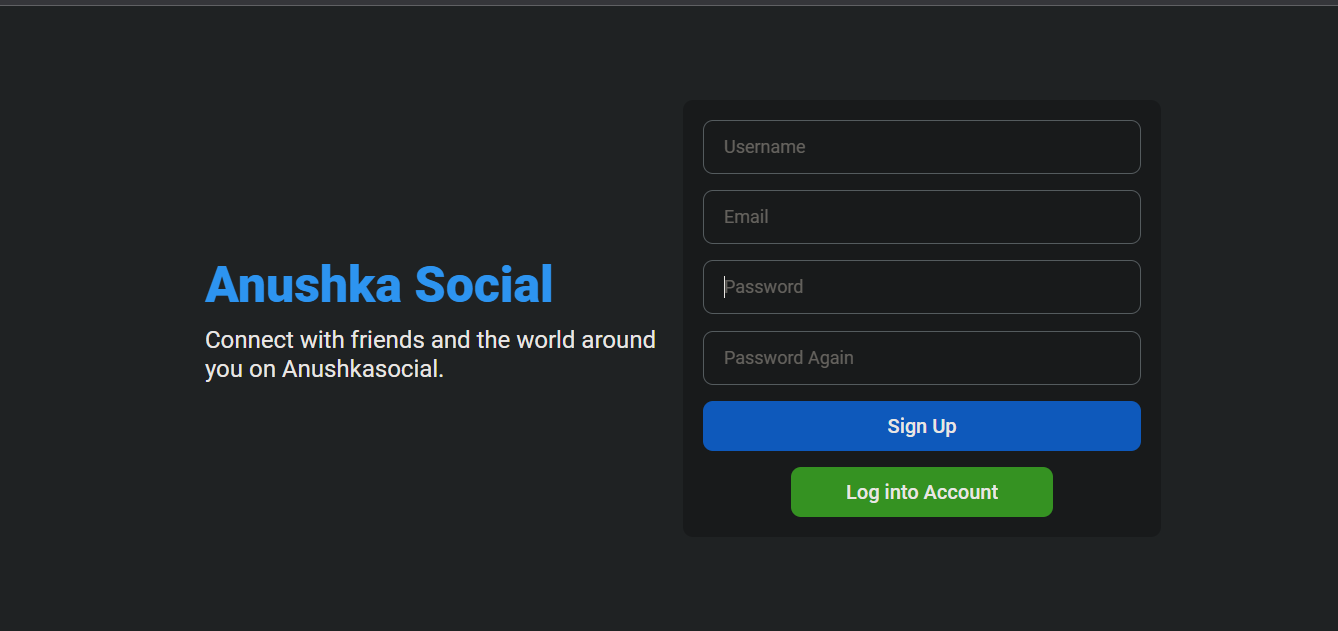 Anushka Social
Connect with friends and the world around
you on Anushkasocial.
Username
Email
Password
Password Again
Sign Up
Log into Account